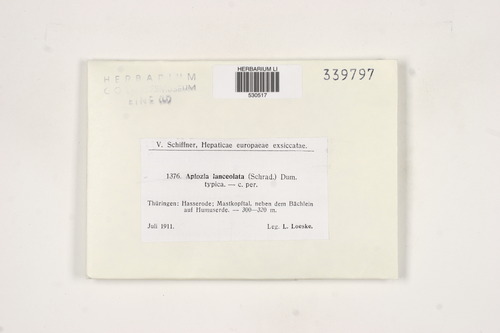 HERBARIUM LI
530517
339797
HERBARIUM
V. Schiffner, Hepaticae europaeae exsiccatae.
1376. Aplozia lanceolata (Schrad.) Dum.
typica. — c. per.
Thüringen: Hasserode; Mastkopftal, neben dem Bächlein
auf Humuserde. — 300—320 m.
Juli 1911.
Leg. L. Loeske.